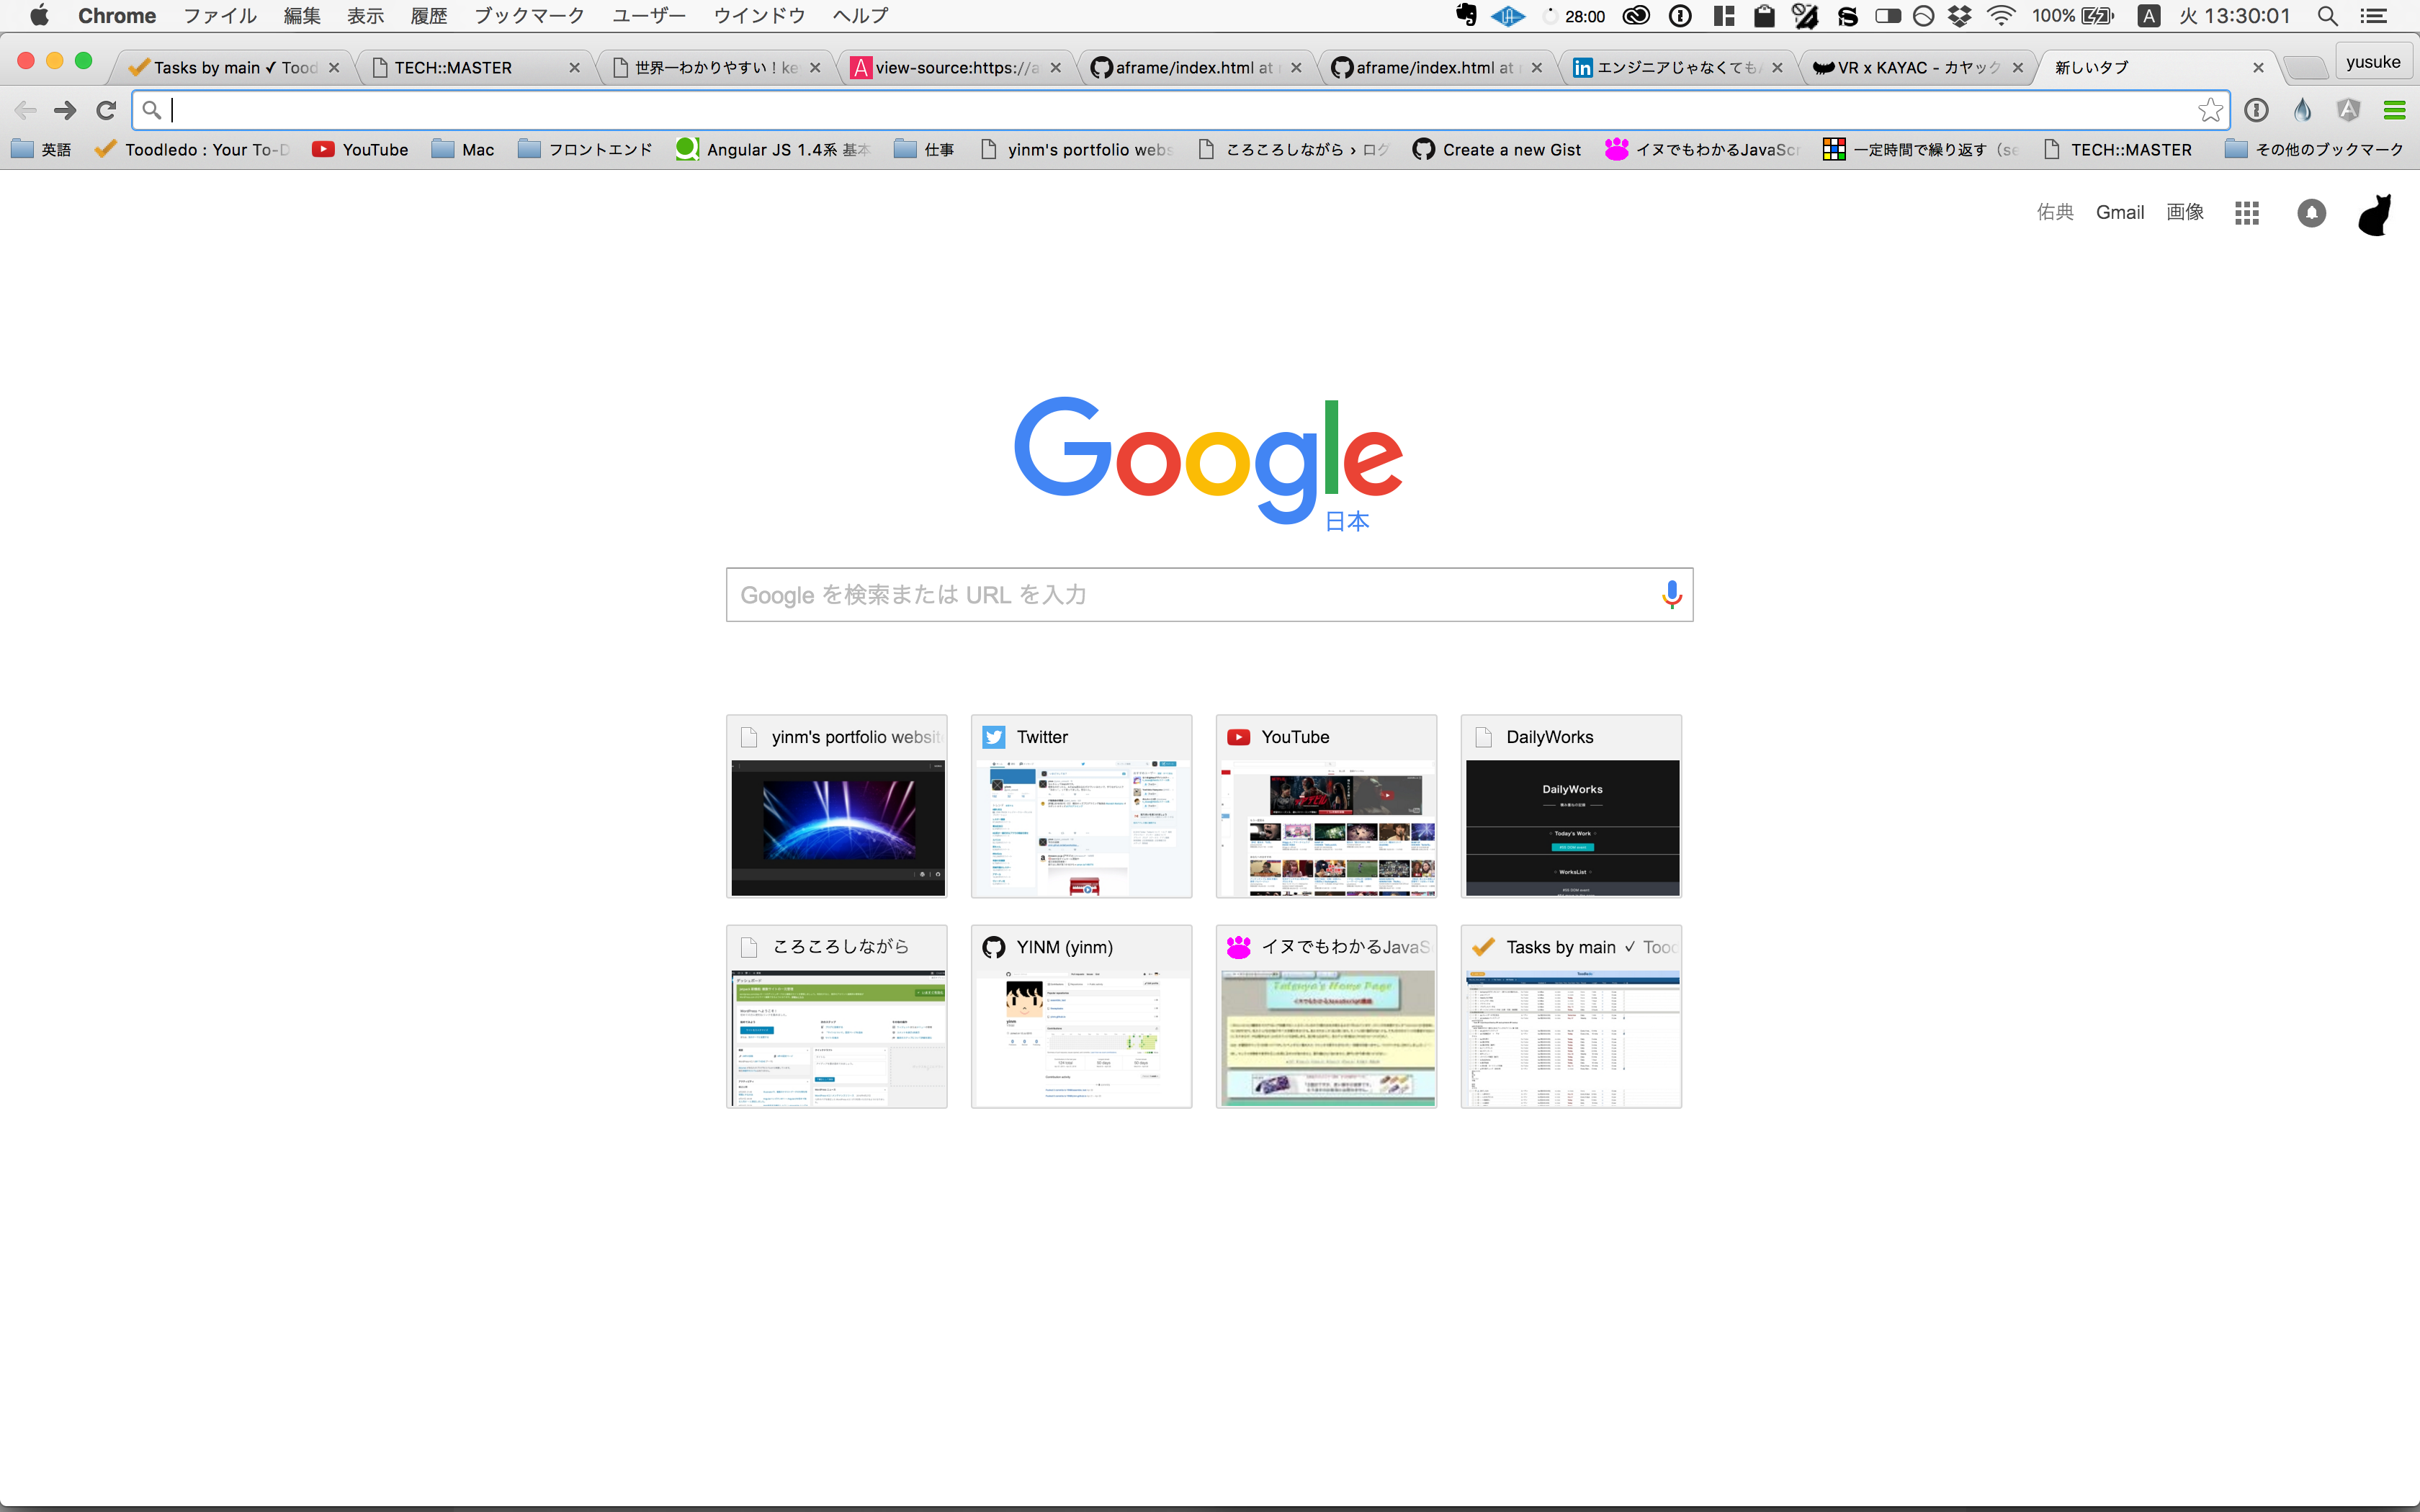 Chrome ファイル 編集 表示 履歴 ブックマーク ユーザー ウインドウ ヘルプ 28:00 100% A 火 13:30:01
Tasks by main ✓ Tood TECH::MASTER 世界一わかりやすい！ke view-source:https://a aframe/index.html at aframe/index.html at エンジニアじゃなくても VR x KAYAC - カヤック 新しいタブ yusuke
英語 Toodledo : Your To-D YouTube Mac フロントエンド Angular JS 1.4系 基本 仕事 yinm's portfolio webs ころころしながら › ログ Create a new Gist イヌでもわかるJavaScr 一定時間で繰り返す（se TECH::MASTER その他のブックマーク
佑典 Gmail 画像
Google
日本
Google を検索または URL を入力
yinm's portfolio website Twitter YouTube DailyWorks
DailyWorks
Today's Work
WorksList
ころころしながら YINM (yinm) イヌでもわかるJavaS Tasks by main ✓ Tood
Tatsuya's Home Page